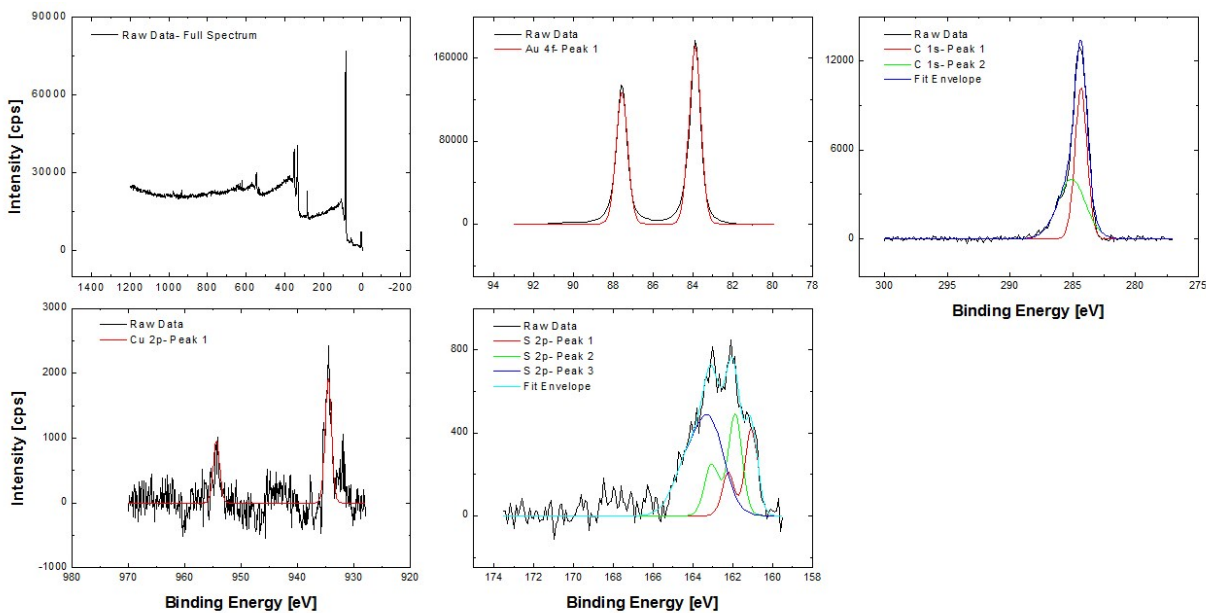 90000
75000
60000
45000
30000
15000
0
Intensity [cps]
Raw Data- Full Spectrum
1400 1200 1000 800 600 400 200 0 -200
160000
80000
0
Raw Data
Au 4f- Peak 1
94 92 90 88 86 84 82 80 78
12000
6000
0
Raw Data
C 1s- Peak 1
C 1s- Peak 2
Fit Envelope
300 295 290 285 280 275
Binding Energy [eV]
3000
2000
1000
0
-1000
Intensity [cps]
Raw Data
Cu 2p- Peak 1
980 970 960 950 940 930 920
Binding Energy [eV]
800
400
0
Raw Data
S 2p- Peak 1
S 2p- Peak 2
S 2p- Peak 3
Fit Envelope
174 172 170 168 166 164 162 160 158
Binding Energy [eV]